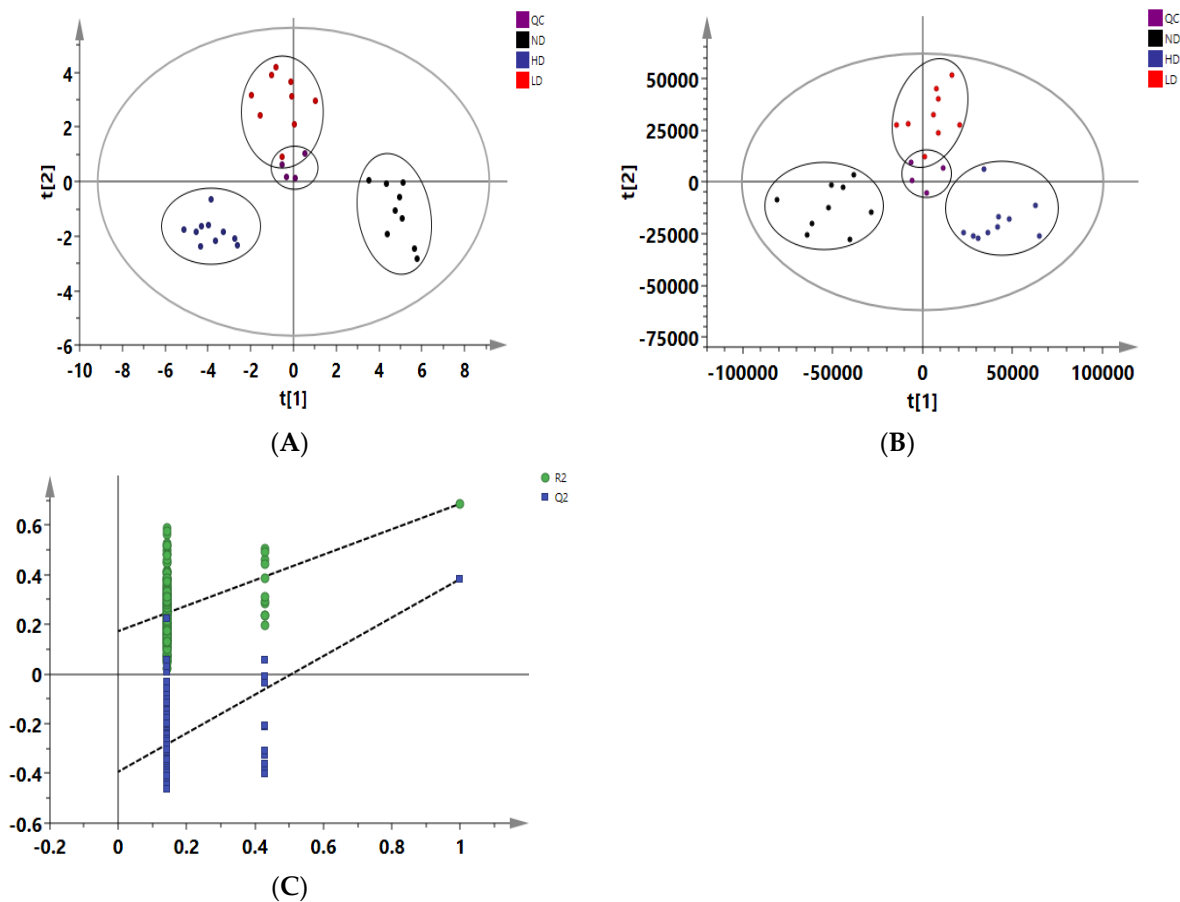 QC
ND
HD
LD
t[2]
4
2
0
-2
-4
-6
-10 -8 -6 -4 -2 0 2 4 6 8
t[1]
(A)
QC
ND
HD
LD
t[2]
50000
25000
0
-25000
-50000
-75000
-100000 -50000 0 50000 100000
t[1]
(B)
R2
Q2
0.6
0.4
0.2
0
-0.2
-0.4
-0.6
-0.2 0 0.2 0.4 0.6 0.8 1
(C)